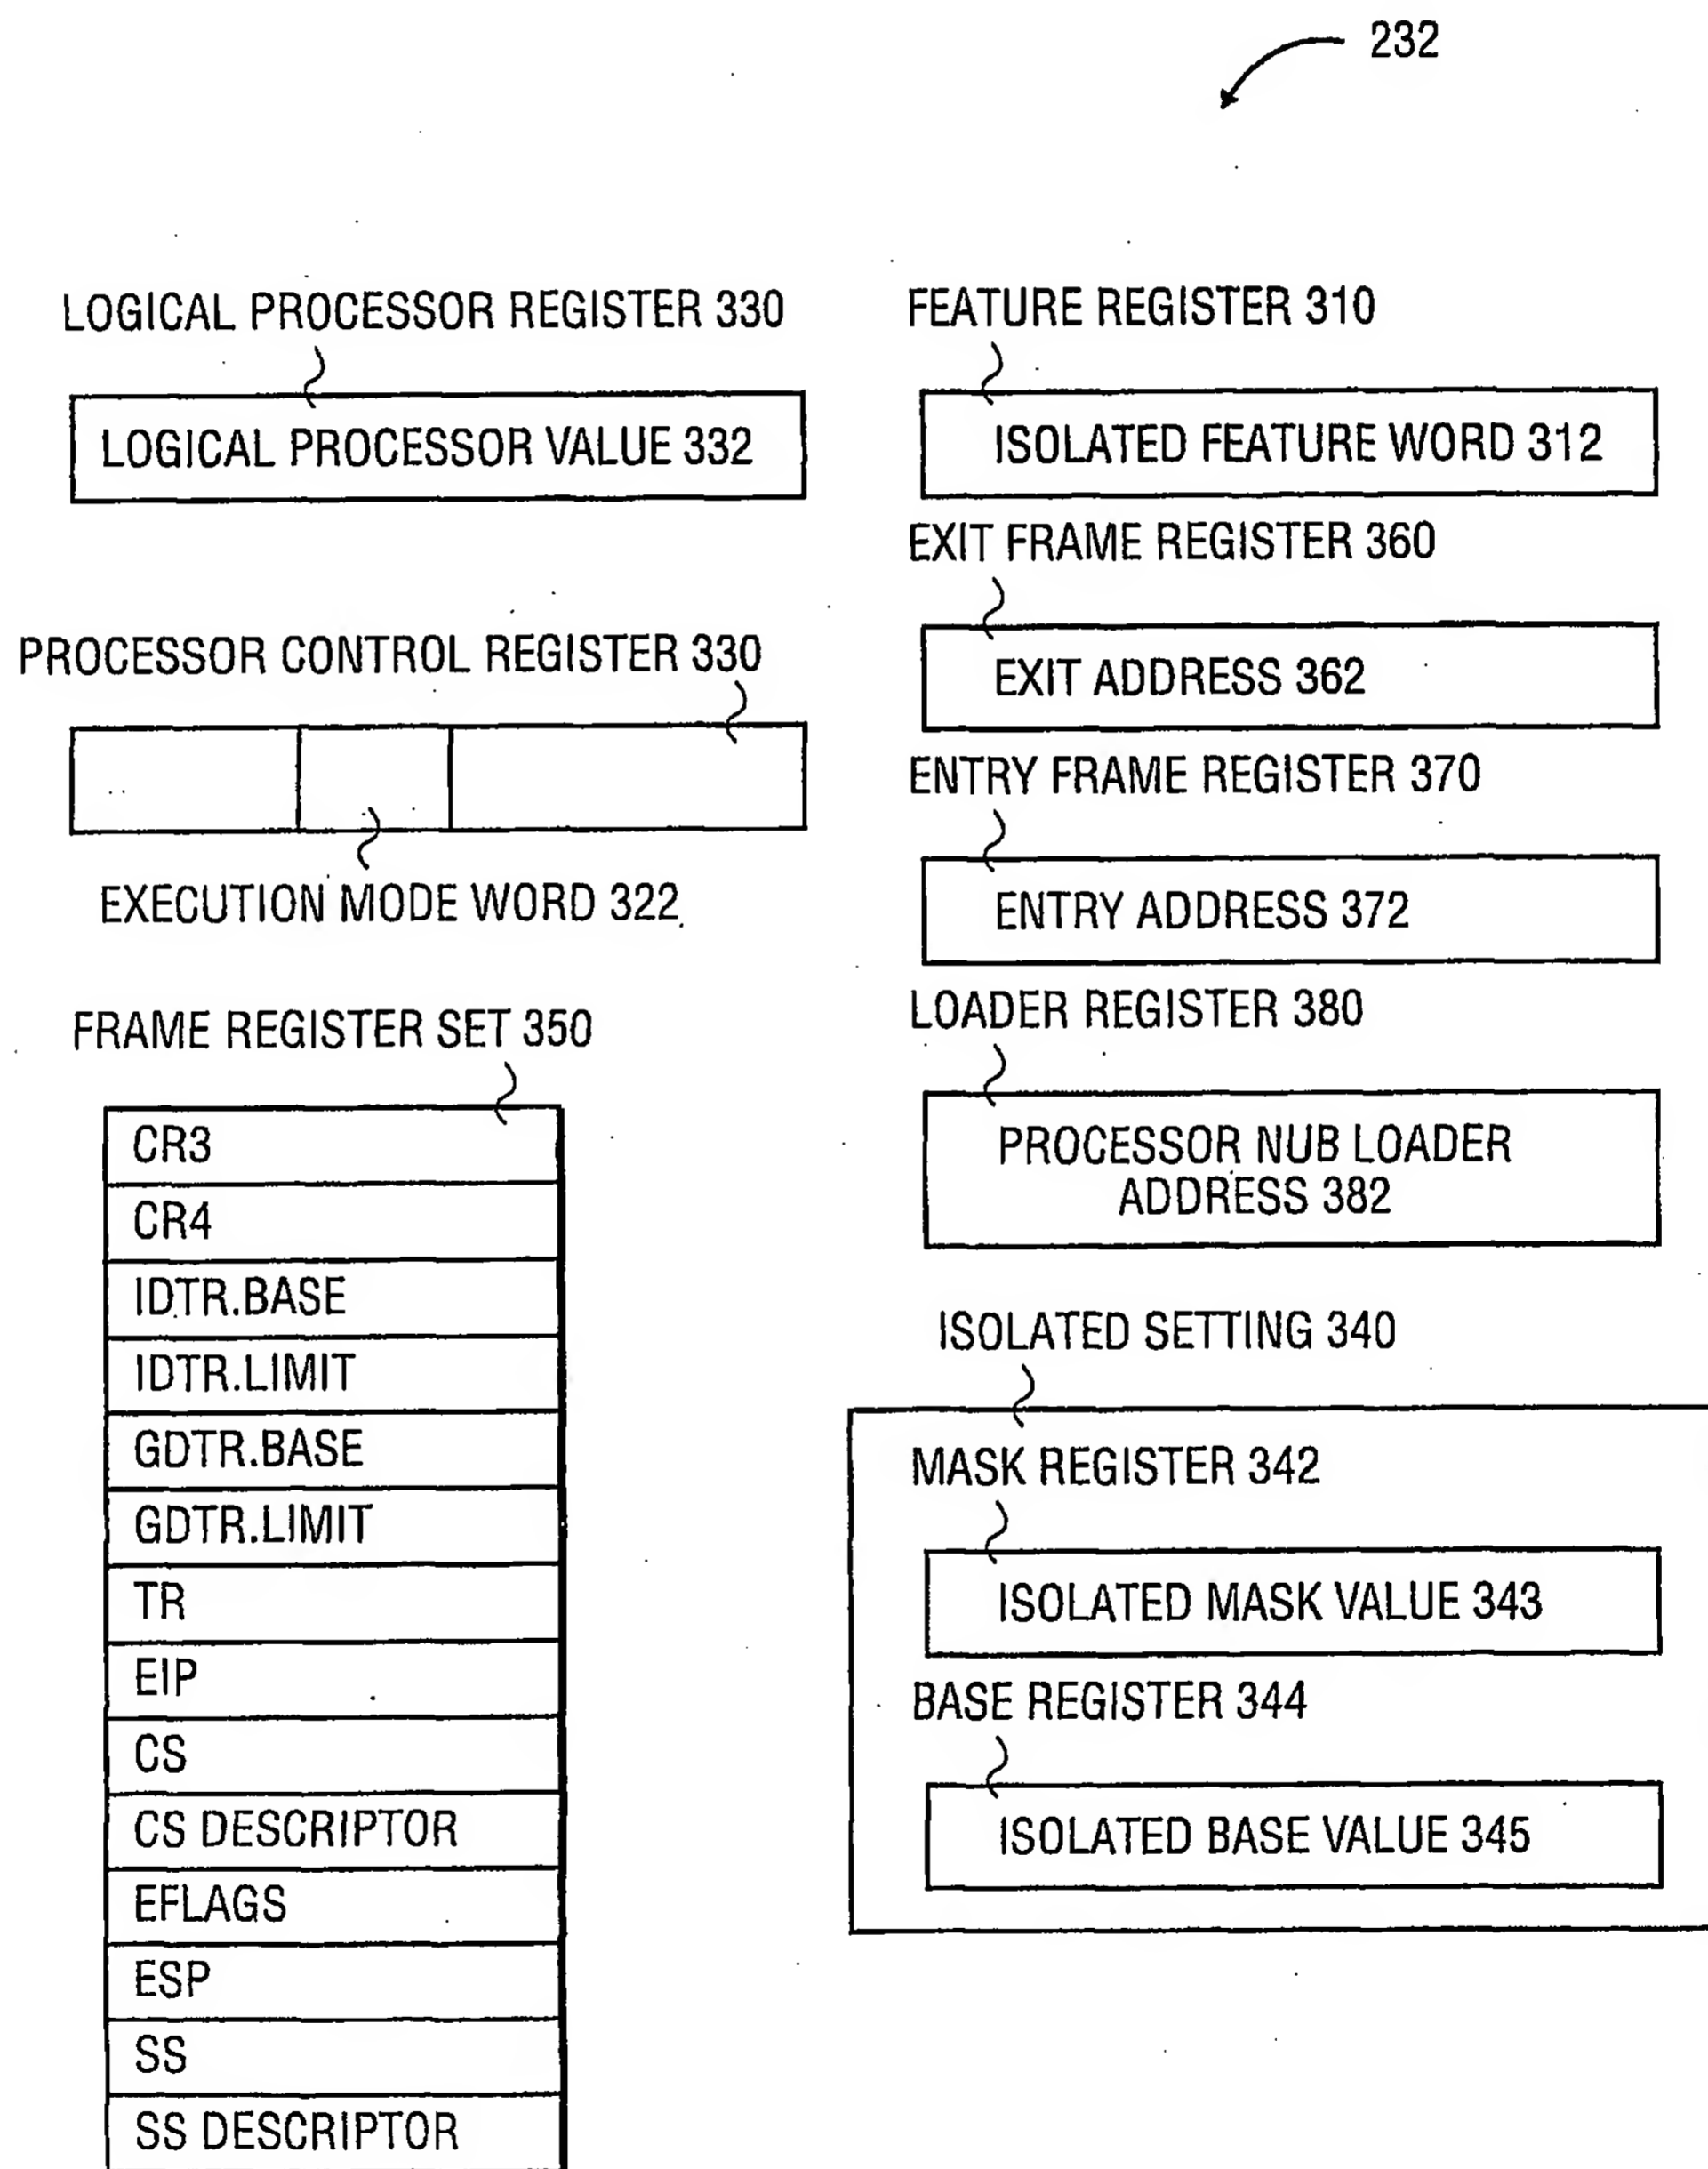 232
LOGICAL PROCESSOR REGISTER 330
LOGICAL PROCESSOR VALUE 332
PROCESSOR CONTROL REGISTER 330
EXECUTION MODE WORD 322
FRAME REGISTER SET 350
CR3
CR4
IDTR.BASE
IDTR.LIMIT
GDTR.BASE
GDTR.LIMIT
TR
EIP
CS
CS DESCRIPTOR
EFLAGS
ESP
SS
SS DESCRIPTOR
FEATURE REGISTER 310
ISOLATED FEATURE WORD 312
EXIT FRAME REGISTER 360
EXIT ADDRESS 362
ENTRY FRAME REGISTER 370
ENTRY ADDRESS 372
LOADER REGISTER 380
PROCESSOR NUB LOADER
ADDRESS 382
ISOLATED SETTING 340
MASK REGISTER 342
ISOLATED MASK VALUE 343
BASE REGISTER 344
ISOLATED BASE VALUE 345